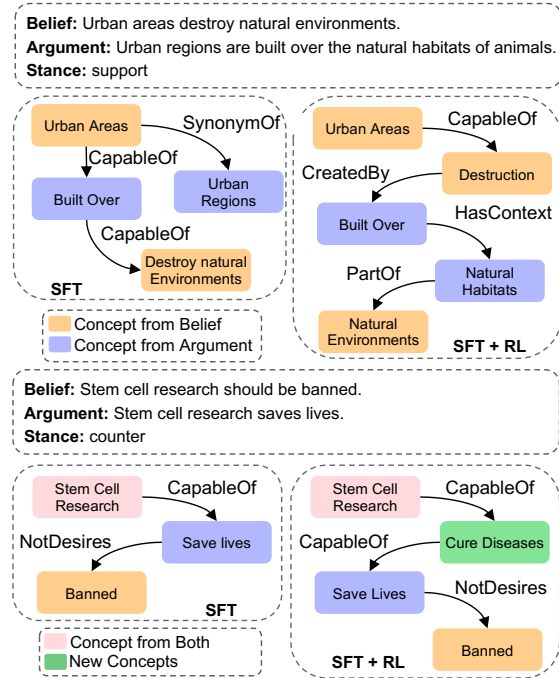 Belief: Urban areas destroy natural environments.
Argument: Urban regions are built over the natural habitats of animals.
Stance: support
Urban Areas
SynonymOf
CapableOf
Built Over
Urban
Regions
CapableOf
Destroy natural
Environments
SFT
Concept from Belief
Concept from Argument
Urban Areas
CapableOf
CreatedBy
Destruction
Built Over
HasContext
PartOf
Natural
Habitats
Natural
Environments
SFT + RL
Belief: Stem cell research should be banned.
Argument: Stem cell research saves lives.
Stance: counter
Stem Cell
Research
CapableOf
NotDesires
Save lives
Banned
SFT
Concept from Both
New Concepts
Stem Cell
Research
CapableOf
CapableOf
Cure Diseases
Save Lives
NotDesires
Banned
SFT + RL